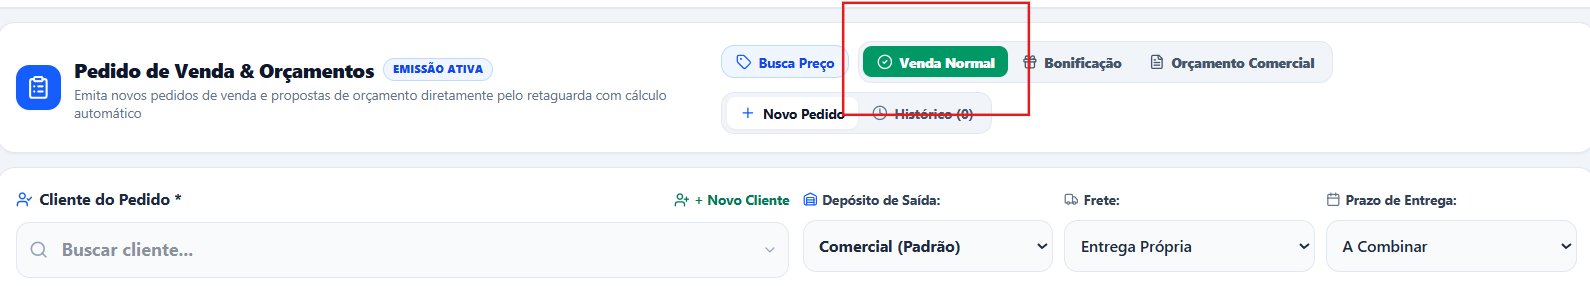 Pedido de Venda & Orçamentos EMISSÃO ATIVA
Emita novos pedidos de venda e propostas de orçamento diretamente pelo retaguarda com cálculo
automático
Busca Preço Venda Normal Bonificação Orçamento Comercial
Novo Pedido Histórico (0)
Cliente do Pedido * + Novo Cliente Depósito de Saída: Frete: Prazo de Entrega:
Buscar cliente... Comercial (Padrão) Entrega Própria A Combinar